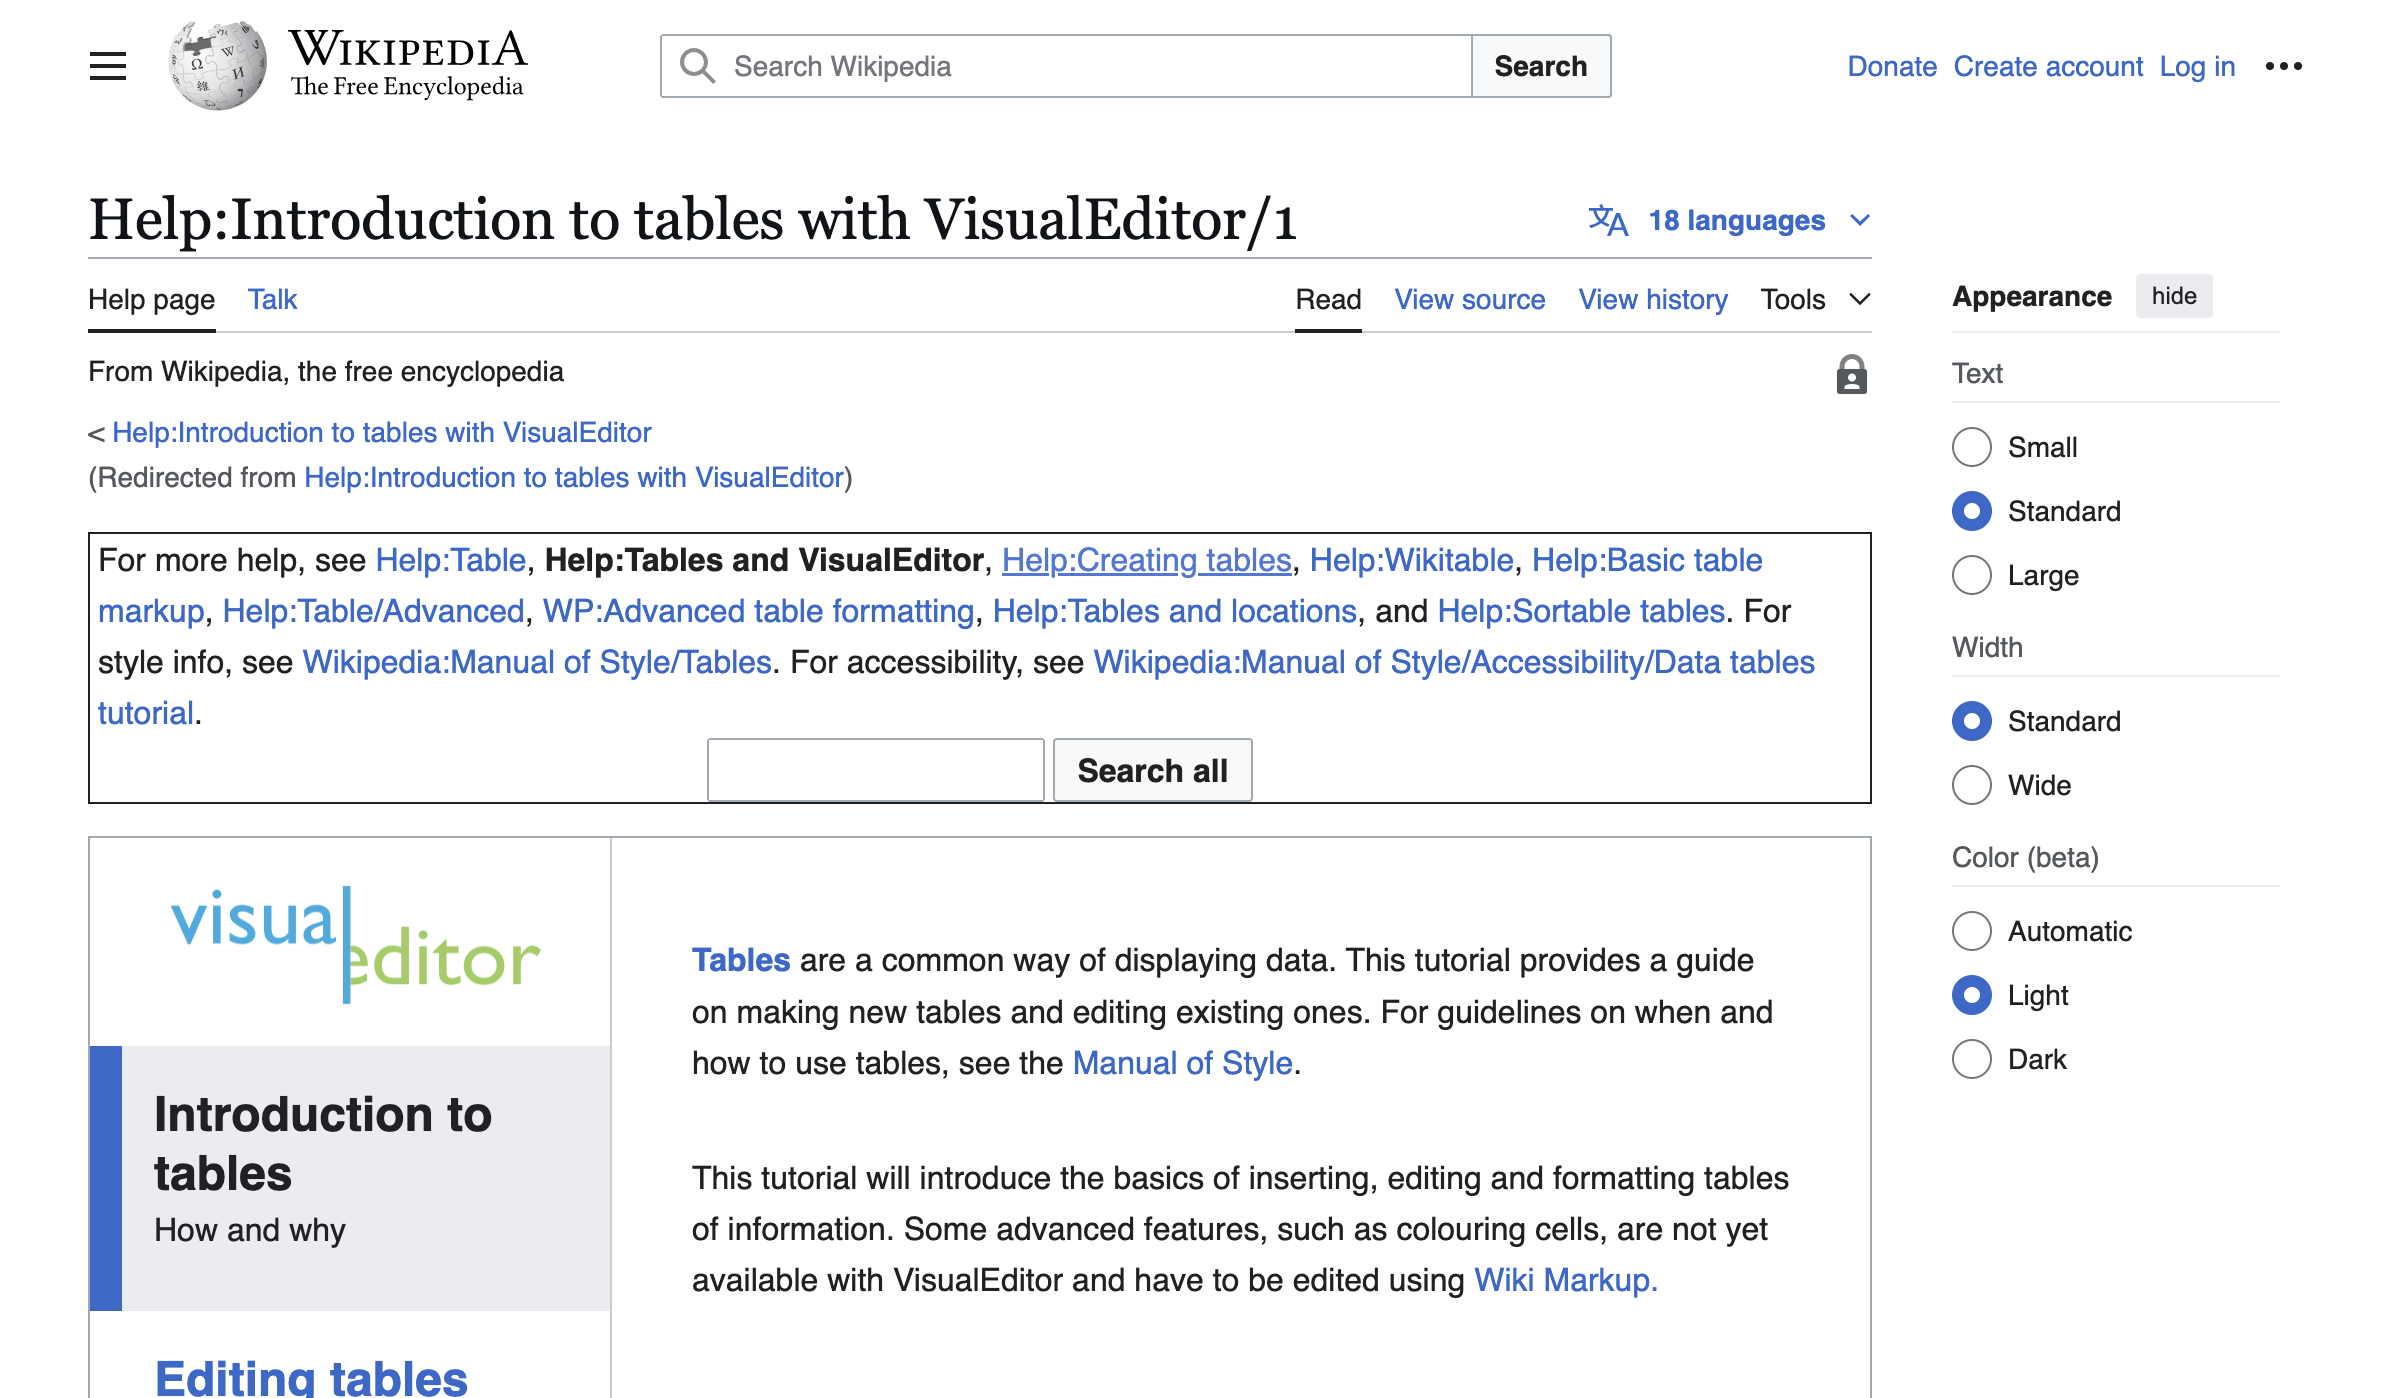 WIKIPEDIA
The Free Encyclopedia
Search Wikipedia
Search
Donate Create account Log in
Help:Introduction to tables with VisualEditor/1
18 languages
Help page Talk
Read View source View history Tools
From Wikipedia, the free encyclopedia
< Help:Introduction to tables with VisualEditor
(Redirected from Help:Introduction to tables with VisualEditor)
For more help, see Help:Table, Help:Tables and VisualEditor, Help:Creating tables, Help:Wikitable, Help:Basic table
markup, Help:Table/Advanced, WP:Advanced table formatting, Help:Tables and locations, and Help:Sortable tables. For
style info, see Wikipedia:Manual of Style/Tables. For accessibility, see Wikipedia:Manual of Style/Accessibility/Data tables
tutorial.
Search all
visual
editor
Introduction to
tables
How and why
Editing tables
Tables are a common way of displaying data. This tutorial provides a guide
on making new tables and editing existing ones. For guidelines on when and
how to use tables, see the Manual of Style.
This tutorial will introduce the basics of inserting, editing and formatting tables
of information. Some advanced features, such as colouring cells, are not yet
available with VisualEditor and have to be edited using Wiki Markup.
Appearance hide
Text
Small
Standard
Large
Width
Standard
Wide
Color (beta)
Automatic
Light
Dark